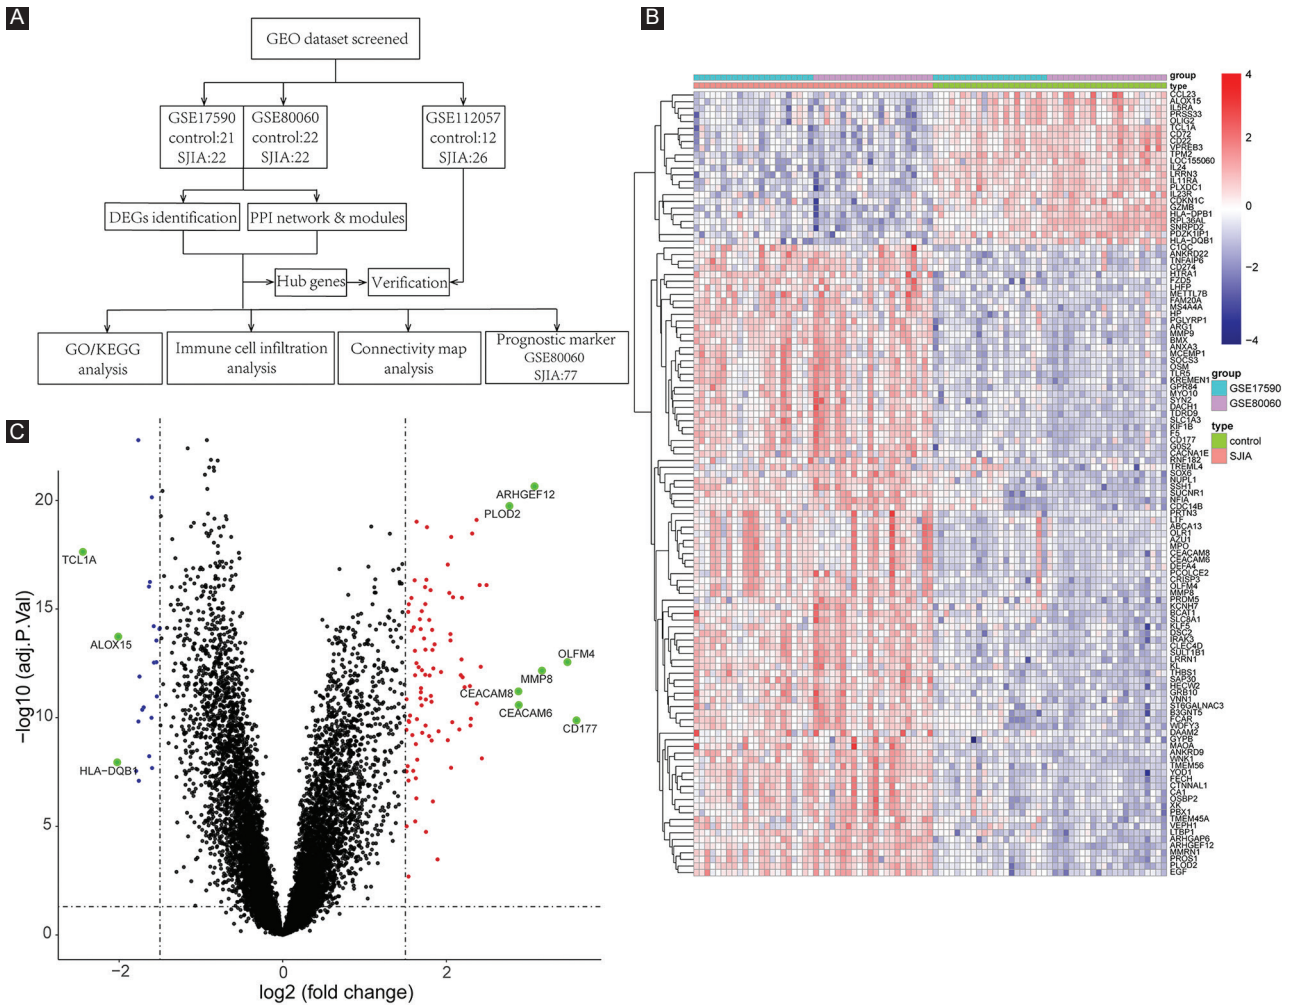 A
GEO dataset screened
GSE17590
control:21
SJIA:22
GSE80060
control:22
SJIA:22
GSE112057
control:12
SJIA:26
DEGs identification
PPI network & modules
Hub genes
Verification
GO/KEGG
analysis
Immune cell infiltration
analysis
Connectivity map
analysis
Prognostic marker
GSE80060
SJIA:77
B
group
type
CCL23
ALOX15
IL5RA
PRSS33
OLIG2
TCL1A
CD72
CD22
VPREB3
TPM2
LOC155060
IL24
LRRN3
IL11RA
PLXDC1
IL23R
CDKN1C
GZMB
HLA-DPB1
RPL36AL
SNRPD2
PDZK1IP1
HLA-DQB1
C1QC
ANKRD22
TNFAIP6
CD274
HTRA1
FZD5
LHFP
METTL7B
FAM20A
MS4A4A
HP
PGLYRP1
ARG1
MMP9
BMX
ANXA3
MCEMP1
SOCS3
OSM
TLR5
KREMEN1
GPR84
MYO10
SYN2
DACH1
TDRD9
SLC1A3
KIF1B
F5
CD177
G0S2
CACNA1E
RNF182
TREML4
SOX6
NUPL1
SSH1
SUCNR1
NFIA
CDC14B
PRTN3
LTF
ABCA13
OLR1
AZU1
MPO
CEACAM8
CEACAM6
DEFA4
PCOLCE2
CRISP3
OLFM4
MMP8
PRDM5
KCNH7
BCAT1
SLC8A1
KLF5
DSC2
IRAK3
CLEC4D
SULT1B1
LRRN1
KL
THBS1
SAP30
HECW2
GRB10
VNN1
ST6GALNAC3
B3GNT5
FCAR
WDFY3
DAAM2
GYPB
MAOA
ANKRD9
WNK1
TMEM56
YOD1
FECH
CTNNAL1
CA1
OSBP2
XK
PBX1
TMEM45A
VEPH1
LTBP1
ARHGAP6
ARHGEF12
MMRN1
PROS1
PLOD2
EGF
4
2
0
−2
−4
group
GSE17590
GSE80060
type
control
SJIA
C
−log10 (adj.P.Val)
20
15
10
5
0
TCL1A
ALOX15
HLA−DQB1
ARHGEF12
PLOD2
OLFM4
MMP8
CEACAM8
CEACAM6
CD177
−2
0
2
log2 (fold change)